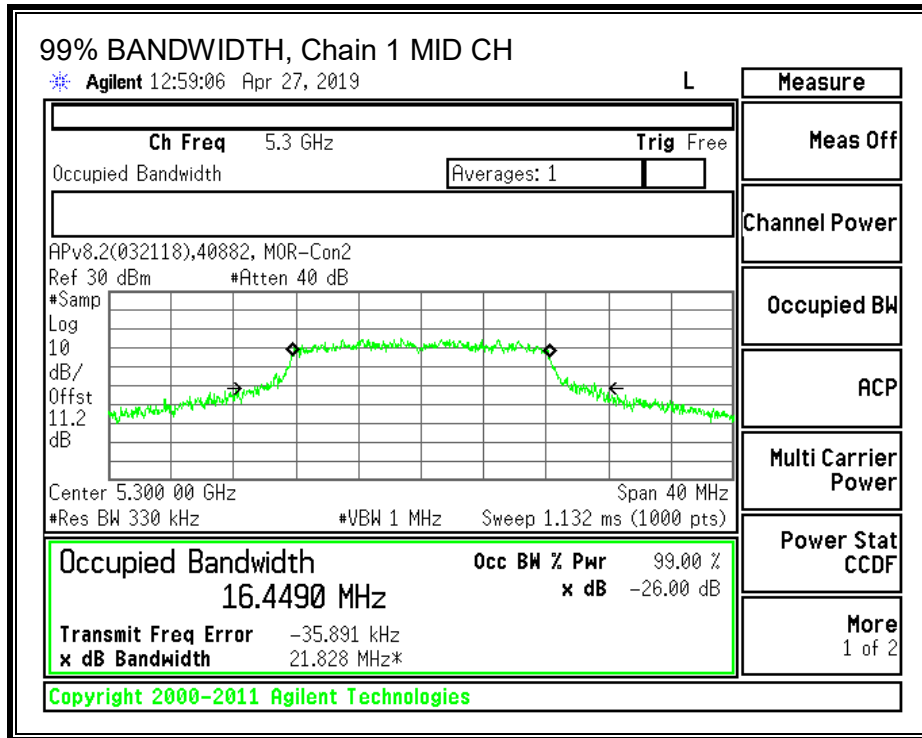 99% BANDWIDTH, Chain 1 MID CH
Agilent 12:59:06 Apr 27, 2019 L
Ch Freq 5.3 GHz Trig Free
Occupied Bandwidth Averages: 1
APv8.2(032118),40882, MOR-Con2
Ref 30 dBm #Atten 40 dB
#Samp
Log
10
dB/
Offst
11.2
dB
Center 5.300 00 GHz Span 40 MHz
#Res BW 330 kHz #VBW 1 MHz Sweep 1.132 ms (1000 pts)
Occupied Bandwidth Occ BW % Pwr 99.00 %
16.4490 MHz x dB -26.00 dB
Transmit Freq Error -35.891 kHz
x dB Bandwidth 21.828 MHz*
Copyright 2000-2011 Agilent Technologies
Measure
Meas Off
Channel Power
Occupied BW
ACP
Multi Carrier
Power
Power Stat
CCDF
More
1 of 2